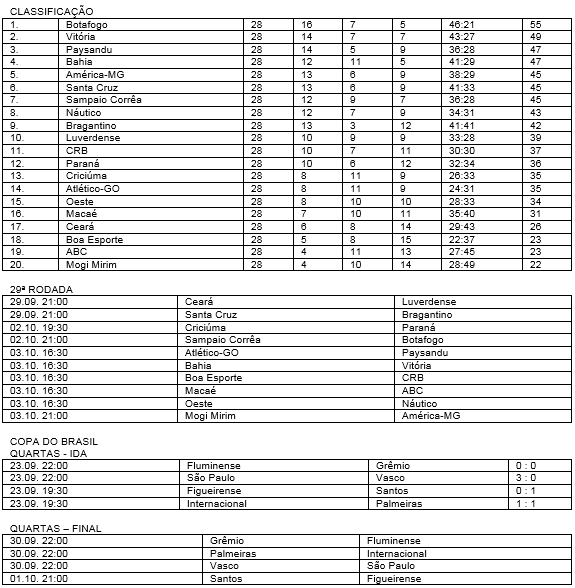 CLASSIFICAÇÃO
1. Botafogo 28 16 7 5 46:21 55
2. Vitória 28 14 7 7 43:27 49
3. Paysandu 28 14 5 9 36:28 47
4. Bahia 28 12 11 5 41:29 47
5. América-MG 28 13 6 9 38:29 45
6. Santa Cruz 28 13 6 9 41:33 45
7. Sampaio Corrêa 28 12 9 7 36:28 45
8. Náutico 28 12 7 9 34:31 43
9. Bragantino 28 13 3 12 41:41 42
10. Luverdense 28 10 9 9 33:28 39
11. CRB 28 10 7 11 30:30 37
12. Paraná 28 10 6 12 32:34 36
13. Criciúma 28 8 11 9 26:33 35
14. Atlético-GO 28 8 11 9 24:31 35
15. Oeste 28 8 10 10 28:33 34
16. Macaé 28 7 10 11 35:40 31
17. Ceará 28 6 8 14 29:43 26
18. Boa Esporte 28 5 8 15 22:37 23
19. ABC 28 4 11 13 27:45 23
20. Mogi Mirim 28 4 10 14 28:49 22
29ª RODADA
29.09. 21:00 Ceará Luverdense
29.09. 21:00 Santa Cruz Bragantino
02.10. 19:30 Criciúma Paraná
02.10. 21:00 Sampaio Corrêa Botafogo
03.10. 16:30 Atlético-GO Paysandu
03.10. 16:30 Bahia Vitória
03.10. 16:30 Boa Esporte CRB
03.10. 16:30 Macaé ABC
03.10. 16:30 Oeste Náutico
03.10. 21:00 Mogi Mirim América-MG
COPA DO BRASIL
QUARTAS - IDA
23.09. 22:00 Fluminense Grêmio 0 : 0
23.09. 22:00 São Paulo Vasco 3 : 0
23.09. 19:30 Figueirense Santos 0 : 1
23.09. 19:30 Internacional Palmeiras 1 : 1
QUARTAS – FINAL
30.09. 22:00 Grêmio Fluminense
30.09. 22:00 Palmeiras Internacional
30.09. 22:00 Vasco São Paulo
01.10. 21:00 Santos Figueirense